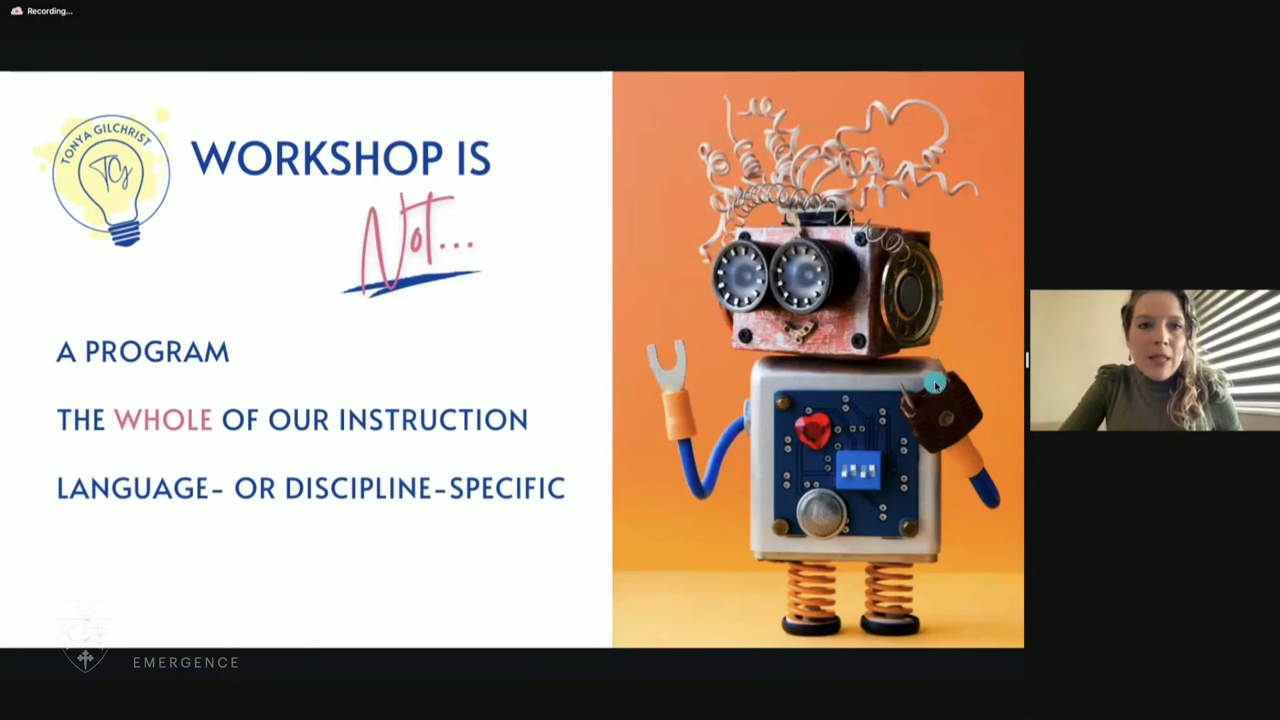 Recording...
TONYA GILCHRIST
TCG
WORKSHOP IS
Not...
A PROGRAM
THE WHOLE OF OUR INSTRUCTION
LANGUAGE- OR DISCIPLINE-SPECIFIC
EMERGENCE